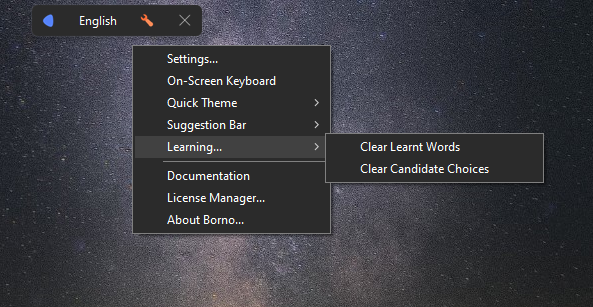 English
Settings...
On-Screen Keyboard
Quick Theme
Suggestion Bar
Learning...
Clear Learnt Words
Clear Candidate Choices
Documentation
License Manager...
About Borno...